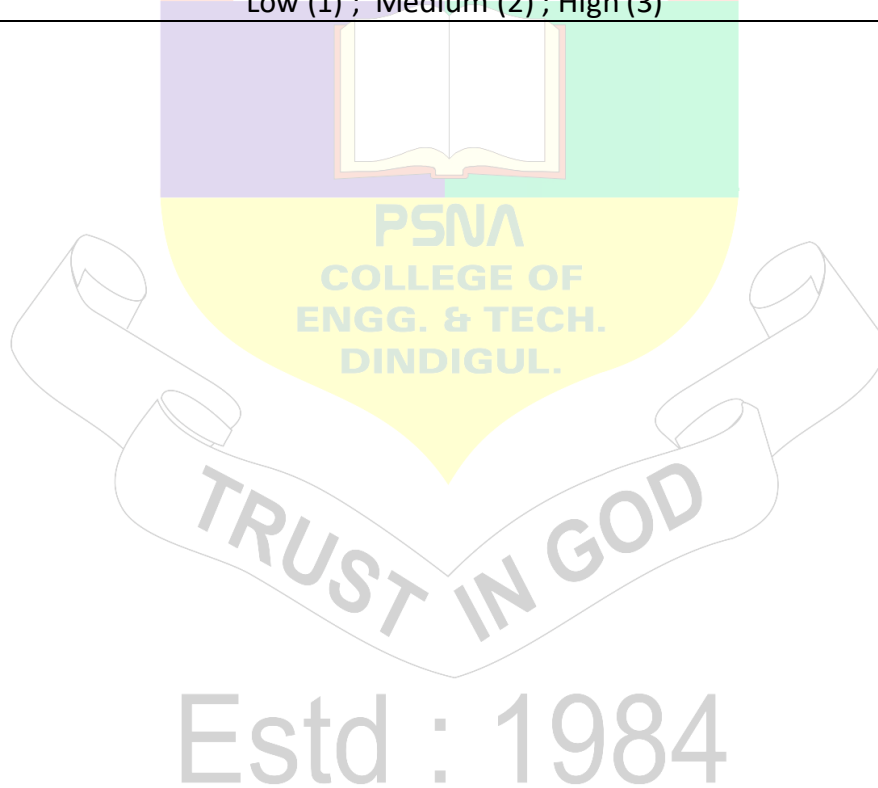 Low (1) ; Medium (2) ; High (3)
PSNA
COLLEGE OF
ENGG. & TECH.
DINDIGUL.
TRUST IN GOD
Estd : 1984